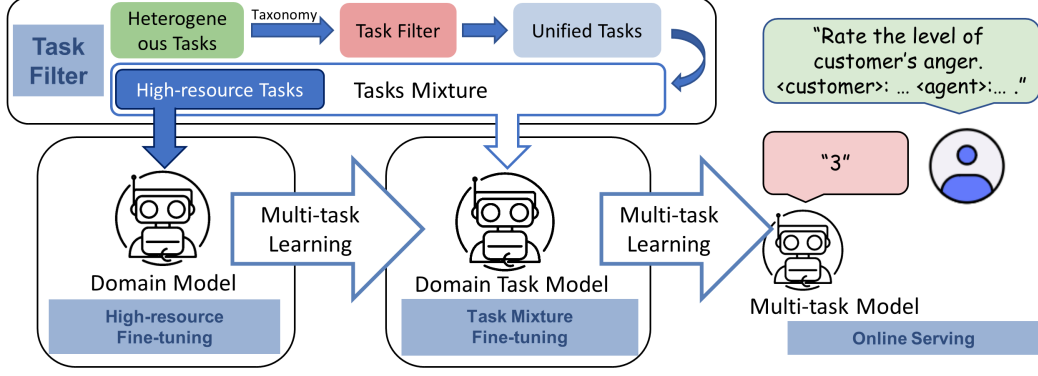 Task
Filter
Heterogene
ous Tasks
Taxonomy
Task Filter
Unified Tasks
High-resource Tasks
Tasks Mixture
"Rate the level of
customer's anger.
<customer>: … <agent>:… ."
"3"
Multi-task
Learning
Multi-task
Learning
Domain Model
Domain Task Model
Multi-task Model
High-resource
Fine-tuning
Task Mixture
Fine-tuning
Online Serving